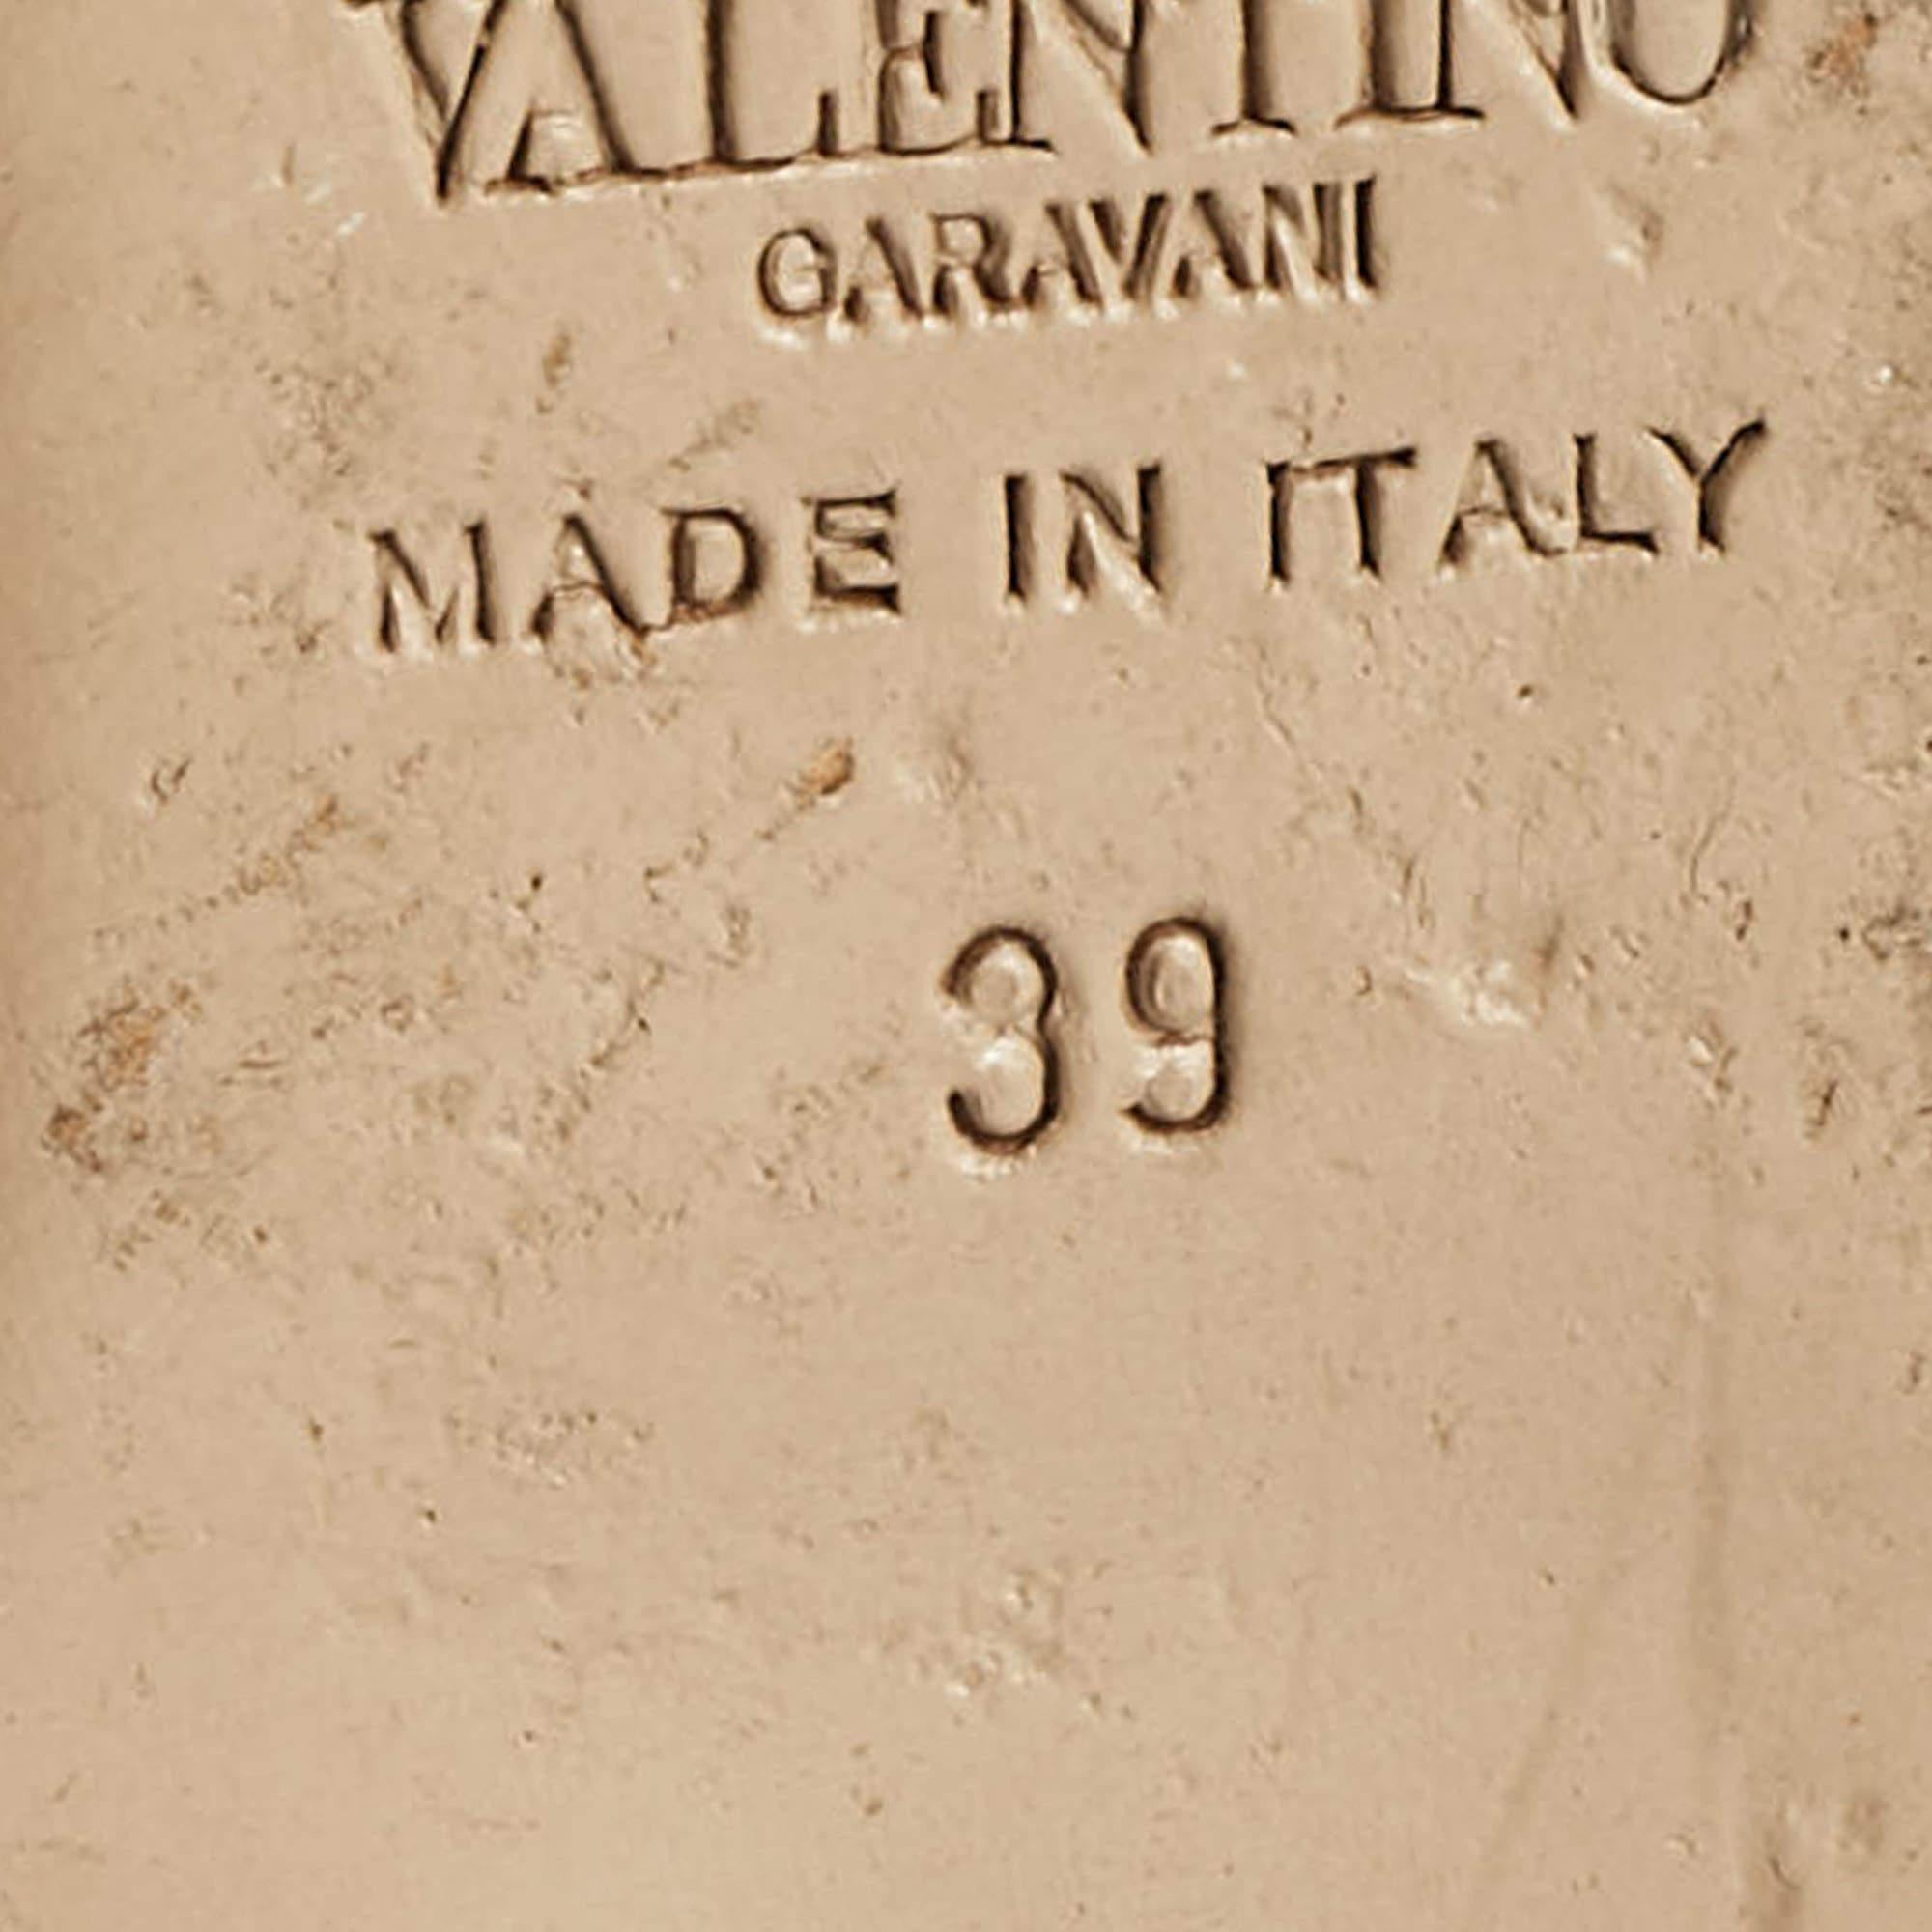 VALENTINO
GARAVANI
MADE IN ITALY
39